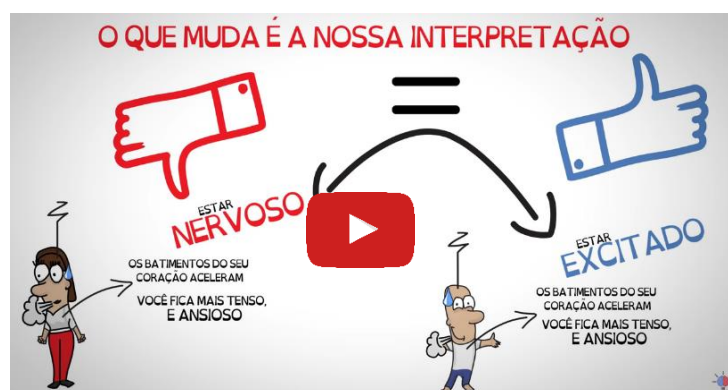 O QUE MUDA É A NOSSA INTERPRETAÇÃO
ESTAR
NERVOSO
OS BATIMENTOS DO SEU
CORAÇÃO ACELERAM
VOCÊ FICA MAIS TENSO,
E ANSIOSO
ESTAR
EXCITADO
OS BATIMENTOS DO SEU
CORAÇÃO ACELERAM
VOCÊ FICA MAIS TENSO,
E ANSIOSO